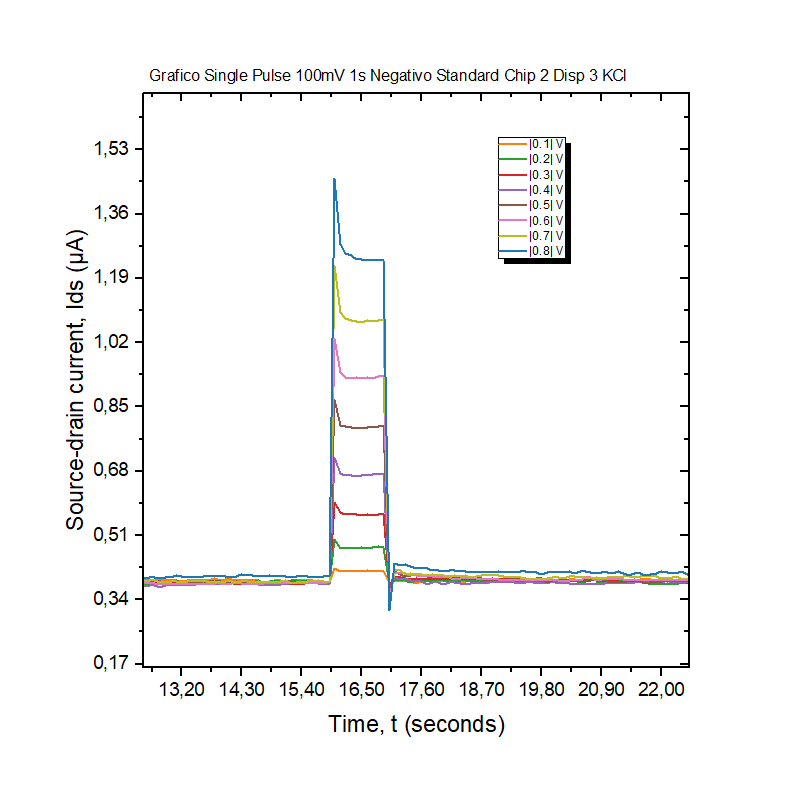 Grafico Single Pulse 100mV 1s Negativo Standard Chip 2 Disp 3 KCl
|0.1| V
|0.2| V
|0.3| V
|0.4| V
|0.5| V
|0.6| V
|0.7| V
|0.8| V
1,53
1,36
1,19
1,02
0,85
0,68
0,51
0,34
0,17
Source-drain current, Ids (µA)
13,20 14,30 15,40 16,50 17,60 18,70 19,80 20,90 22,00
Time, t (seconds)